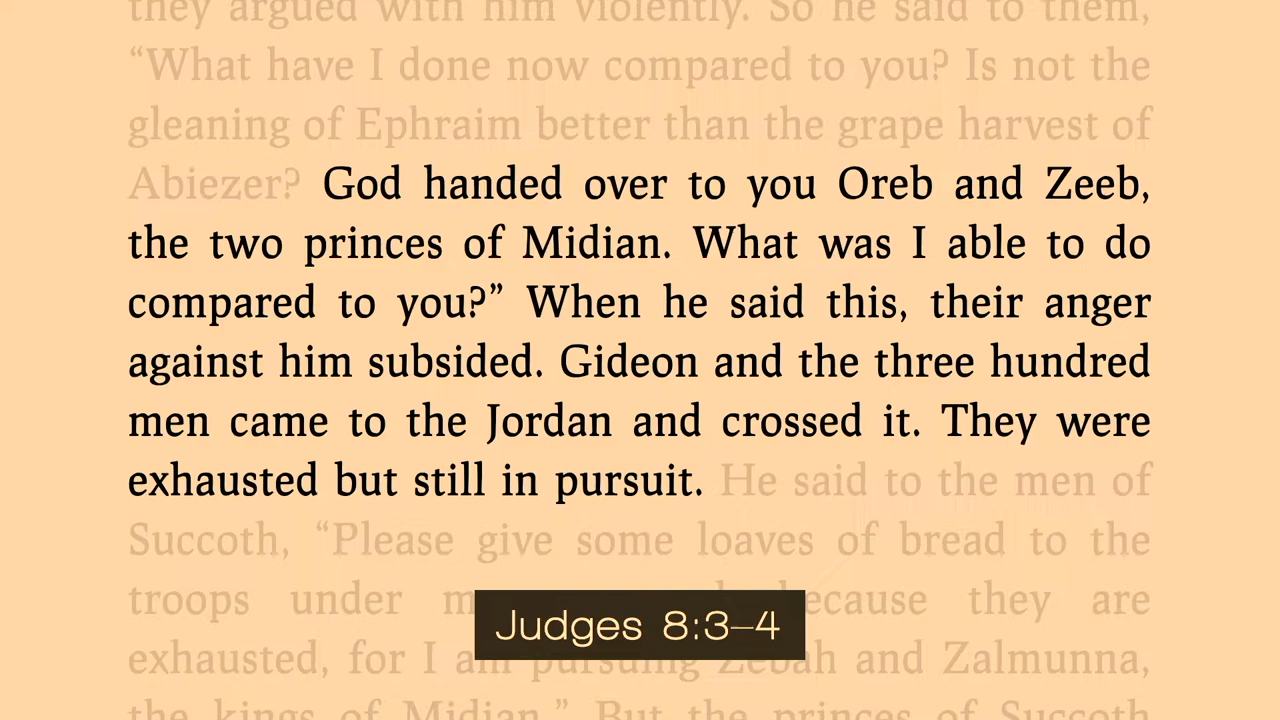 they argued with him violently. So he said to them,
“What have I done now compared to you? Is not the
gleaning of Ephraim better than the grape harvest of
Abiezer? God handed over to you Oreb and Zeeb,
the two princes of Midian. What was I able to do
compared to you?” When he said this, their anger
against him subsided. Gideon and the three hundred
men came to the Jordan and crossed it. They were
exhausted but still in pursuit. He said to the men of
Succoth, “Please give some loaves of bread to the
troops under because they are
Judges 8:3–4
exhausted, for I am pursuing Zebah and Zalmunna,
the kings of Midian.” But the princes of Succoth